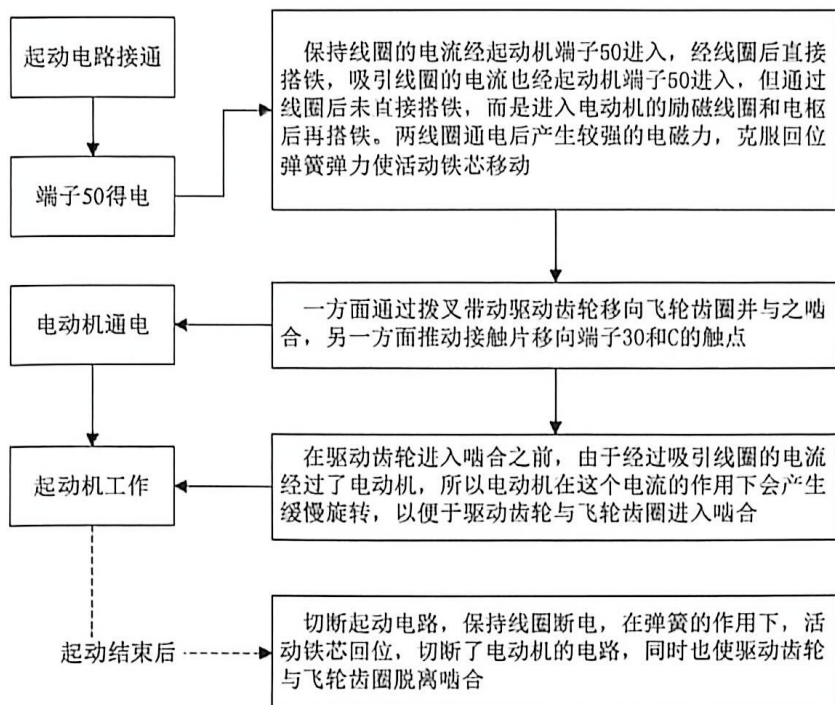 起动电路接通
保持线圈的电流经起动机端子50进入，经线圈后直接
搭铁，吸引线圈的电流也经起动机端子50进入，但通过
线圈后未直接搭铁，而是进入电动机的励磁线圈和电枢
后再搭铁。两线圈通电后产生较强的电磁力，克服回位
弹簧弹力使活动铁芯移动
端子50得电
一方面通过拨叉带动驱动齿轮移向飞轮齿圈并与之啮
合，另一方面推动接触片移向端子30和C的触点
电动机通电
在驱动齿轮进入啮合之前，由于经过吸引线圈的电流
经过了电动机，所以电动机在这个电流的作用下会产生
缓慢旋转，以便于驱动齿轮与飞轮齿圈进入啮合
起动机工作
起动结束后
切断起动电路，保持线圈断电，在弹簧的作用下，活
动铁芯回位，切断了电动机的电路，同时也使驱动齿轮
与飞轮齿圈脱离啮合